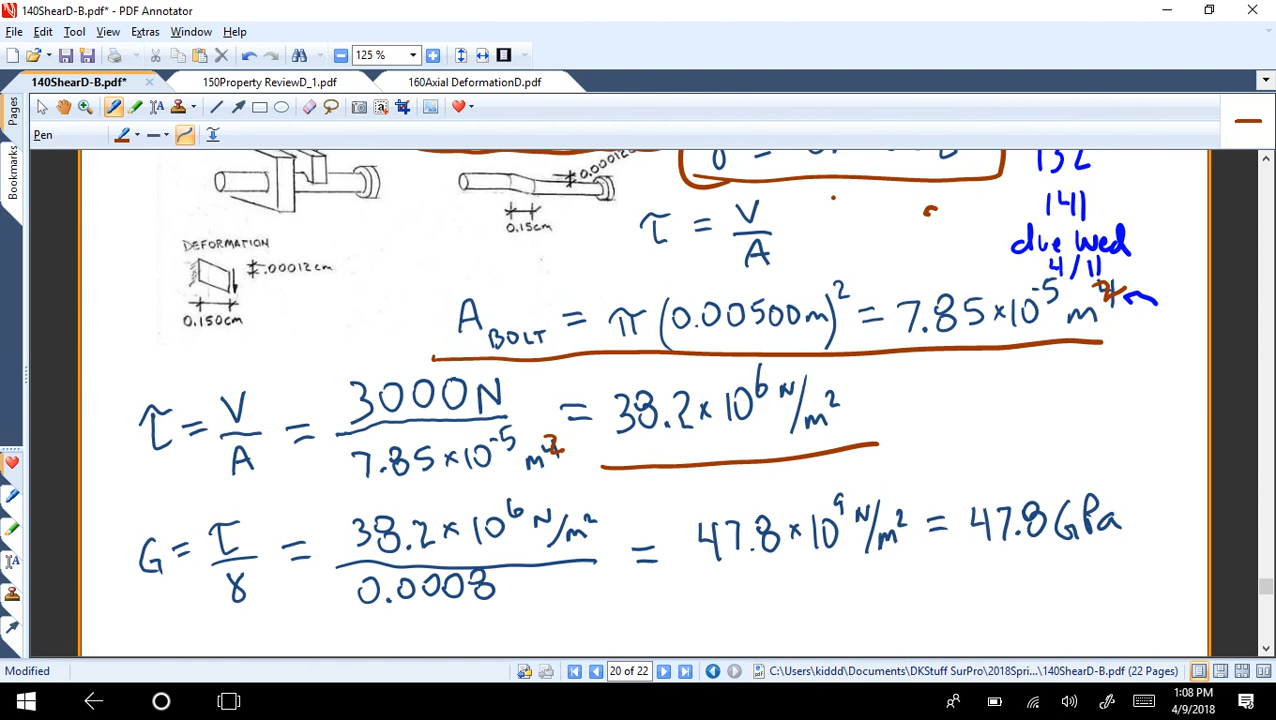 140ShearD-B.pdf* - PDF Annotator
File Edit Tool Extras Window Help
125 %
140ShearD-B.pdf* 150Property ReviewD_1.pdf 160Axial DeformationD.pdf
Pen
Pages
Bookmarks
132
0.15cm
τ = V/A
141
due Wed
4/11
DEFORMATION
.00012cm
0.150cm
A BOLT = π(0.00500m)² = 7.85×10⁻⁵ m²
τ = V/A = 3000N / 7.85×10⁻⁵ m² = 38.2×10⁶ N/m²
G = τ/γ = 38.2×10⁶ N/m² / 0.0008 = 47.8×10⁹ N/m² = 47.8 GPa
Modified
20 of 22
C:\Users\kiddd\Documents\DKStuff SurPro\2018Sprin...\140ShearD-B.pdf (22 Pages)
1:08 PM
4/9/2018